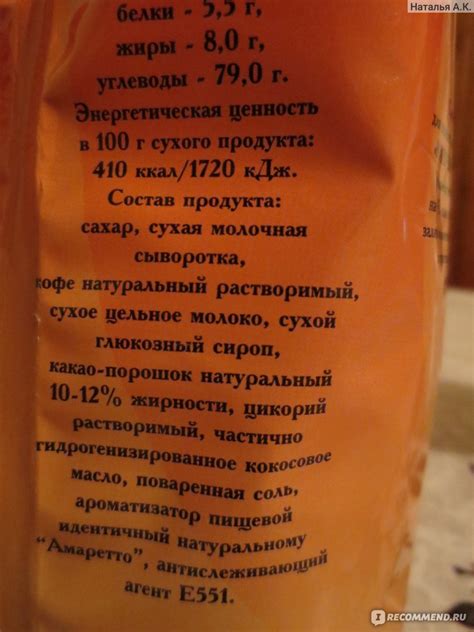 Наталья А.К.
белки - 5,5 г,
жиры - 8,0 г,
углеводы - 79,0 г.
Энергетическая ценность
в 100 г сухого продукта:
410 ккал/1720 кДж.
Состав продукта:
сахар, сухая молочная
сыворотка,
кофе натуральный растворимый,
сухое цельное молоко, сухой
глюкозный сироп,
какао-порошок натуральный
10-12% жирности, цикорий
растворимый, частично
гидрогенизированное кокосовое
масло, поваренная соль,
ароматизатор пищевой
идентичный натуральному
“Амаретто”, антислеживающий
агент Е551.
I RECOMMEND.RU